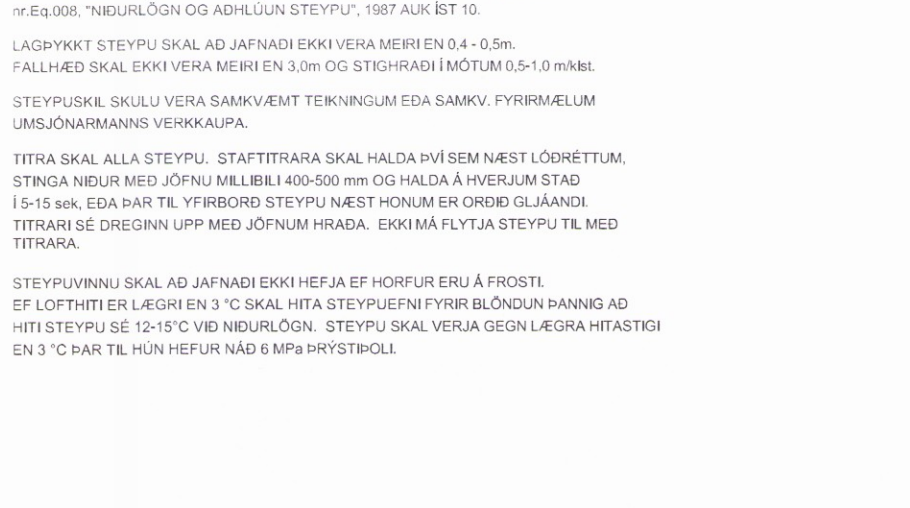 nr.Eq.008, "NIÐURLÖGN OG AÐHLÚUN STEYPU", 1987 AUK ÍST 10.
LAGÞYKKT STEYPU SKAL AÐ JAFNAÐI EKKI VERA MEIRI EN 0,4 - 0,5m.
FALLHÆÐ SKAL EKKI VERA MEIRI EN 3,0m OG STIGHRAÐI Í MÓTUM 0,5-1,0 m/klst.
STEYPUSKIL SKULU VERA SAMKVÆMT TEIKNINGUM EÐA SAMKV. FYRIRMÆLUM
UMSJÓNARMANNS VERKKAUPA.
TITRA SKAL ALLA STEYPU. STAFTITRARA SKAL HALDA ÞVÍ SEM NÆST LÓÐRÉTTUM,
STINGA NIÐUR MEÐ JÖFNU MILLIBILI 400-500 mm OG HALDA Á HVERJUM STAÐ
Í 5-15 sek, EÐA ÞAR TIL YFIRBORÐ STEYPU NÆST HONUM ER ORÐIÐ GLJÁANDI.
TITRARI SÉ DREGINN UPP MEÐ JÖFNUM HRAÐA. EKKI MÁ FLYTJA STEYPU TIL MEÐ
TITRARA.
STEYPUVINNU SKAL AÐ JAFNAÐI EKKI HEFJA EF HORFUR ERU Á FROSTI.
EF LOFTHITI ER LÆGRI EN 3 °C SKAL HITA STEYPUEFNI FYRIR BLÖNDUN ÞANNIG AÐ
HITI STEYPU SÉ 12-15°C VIÐ NIÐURLÖGN. STEYPU SKAL VERJA GEGN LÆGRA HITASTIGI
EN 3 °C ÞAR TIL HÚN HEFUR NÁÐ 6 MPa ÞRÝSTIÞOLI.